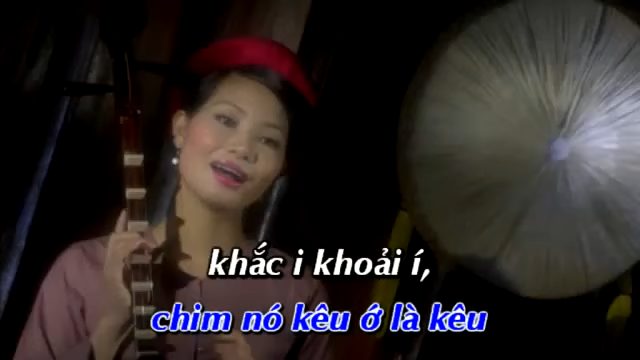 khắc i khoải í,
chim nó kêu ớ là kêu